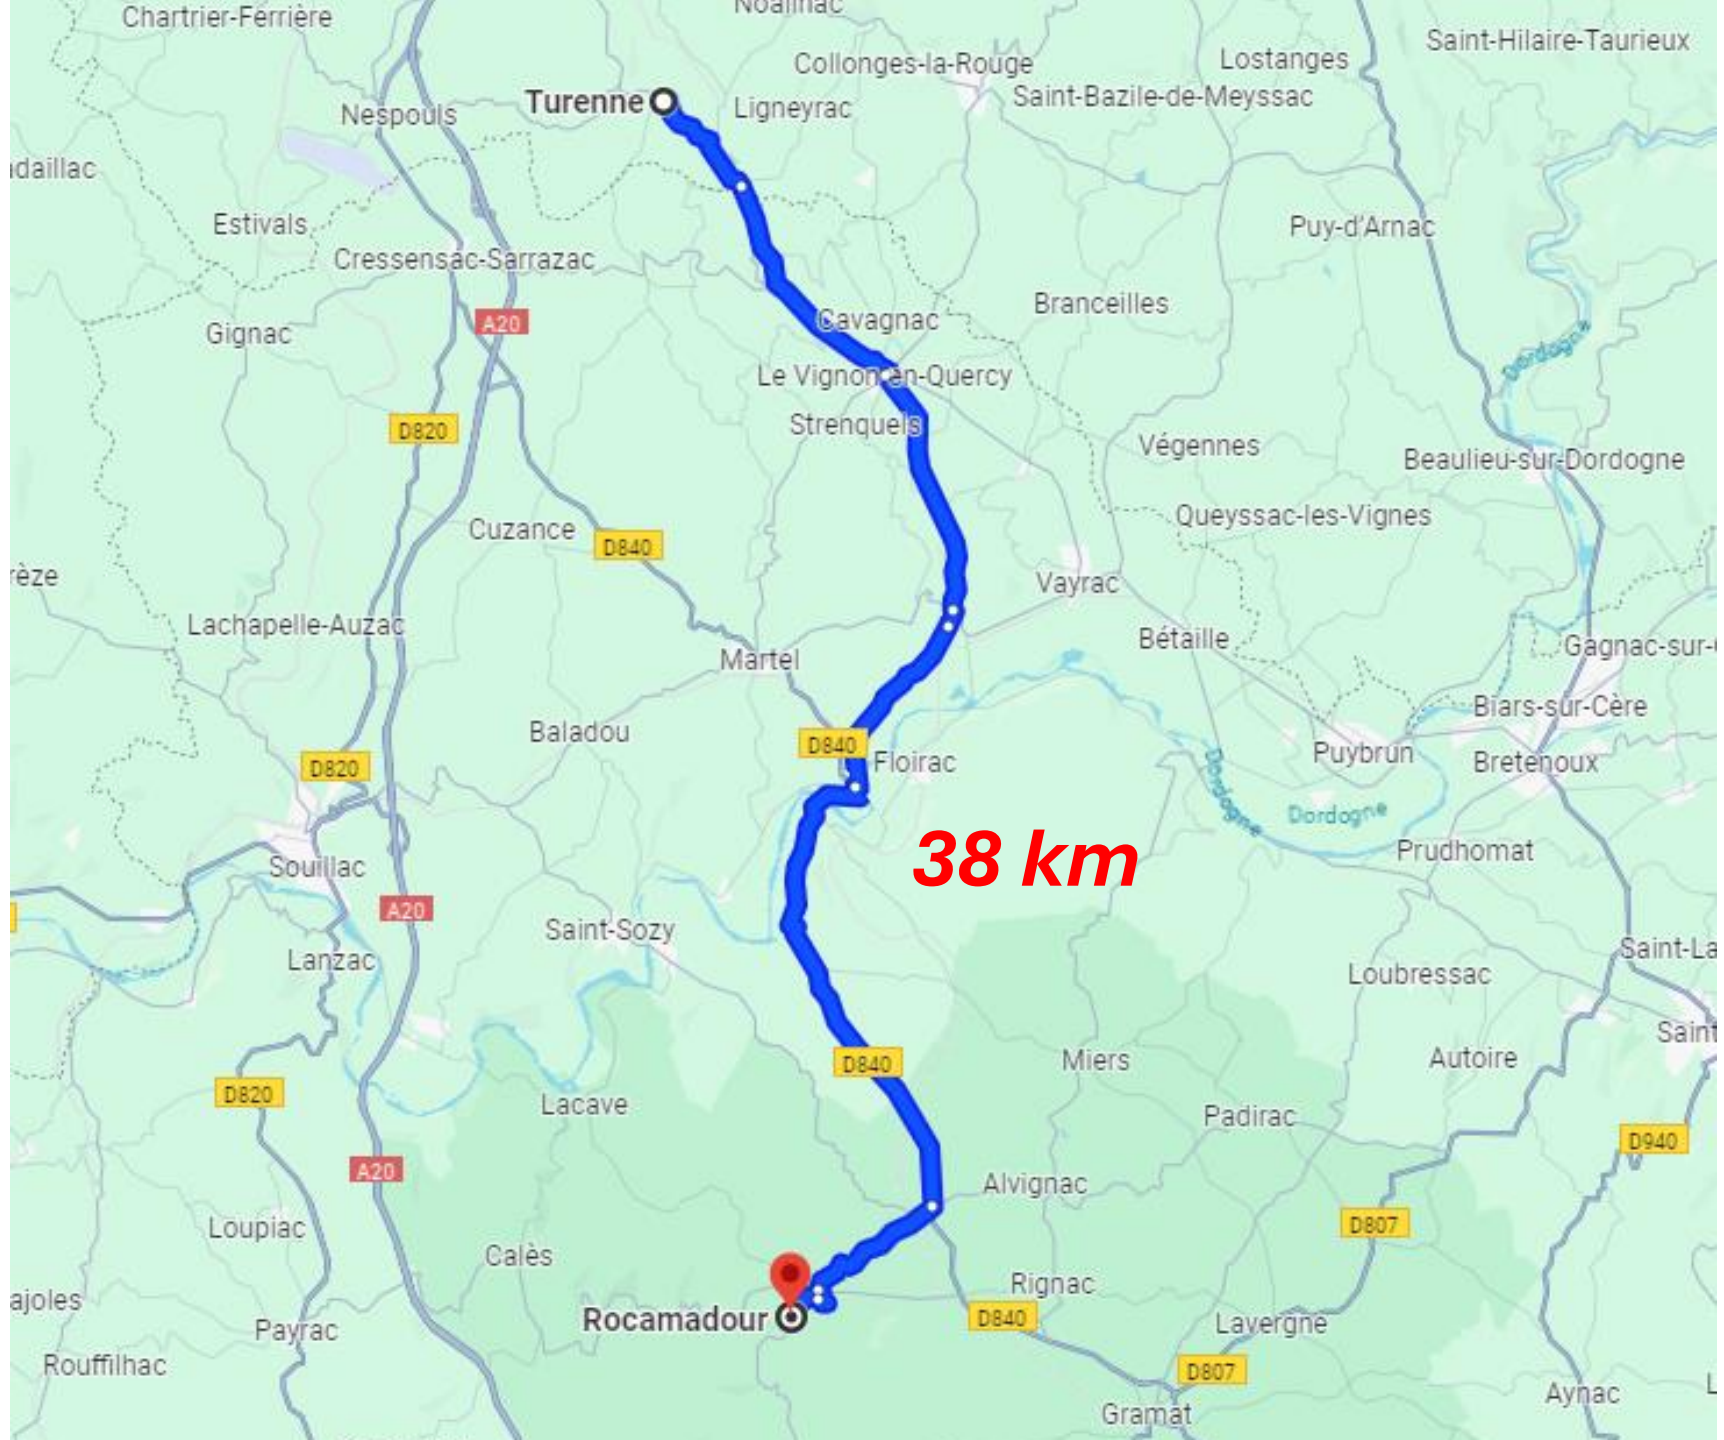 Chartrier-Ferrière
Noailhac
Saint-Hilaire-Taurieux
Lostanges
Collonges-la-Rouge
Saint-Bazile-de-Meyssac
Turenne
Ligneyrac
Nespouls
adaillac
Estivals
Puy-d'Arnac
Cressensac-Sarrazac
Branceilles
A20
Cavagnac
Gignac
Dordogne
Le Vignon-en-Quercy
Strenquels
D820
Végennes
Beaulieu-sur-Dordogne
Queyssac-les-Vignes
Cuzance
D840
rèze
Vayrac
Lachapelle-Auzac
Bétaille
Gagnac-sur-
Martel
Biars-sur-Cère
Baladou
D840
Floirac
Puybrun
Bretenoux
D820
Dordogne
Dordogne
38 km
Prudhomat
Souillac
A20
Saint-Sozy
Saint-La
Lanzac
Loubressac
Saint
Miers
Autoire
D840
D820
Lacave
Padirac
D940
A20
Alvignac
Loupiac
D807
Calès
Rignac
ajoles
Rocamadour
D840
Lavergne
Payrac
Rouffilhac
D807
Aynac
Gramat